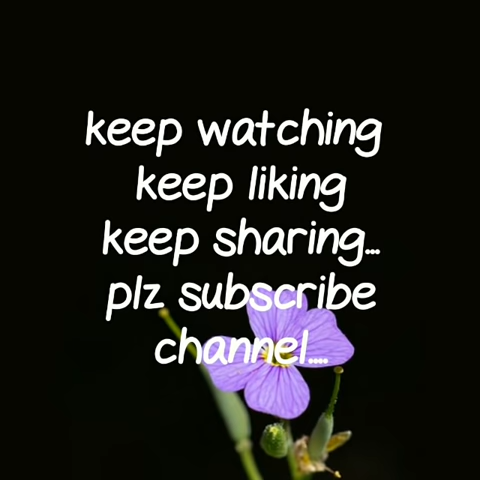 keep watching
keep liking
keep sharing...
plz subscribe
channel....